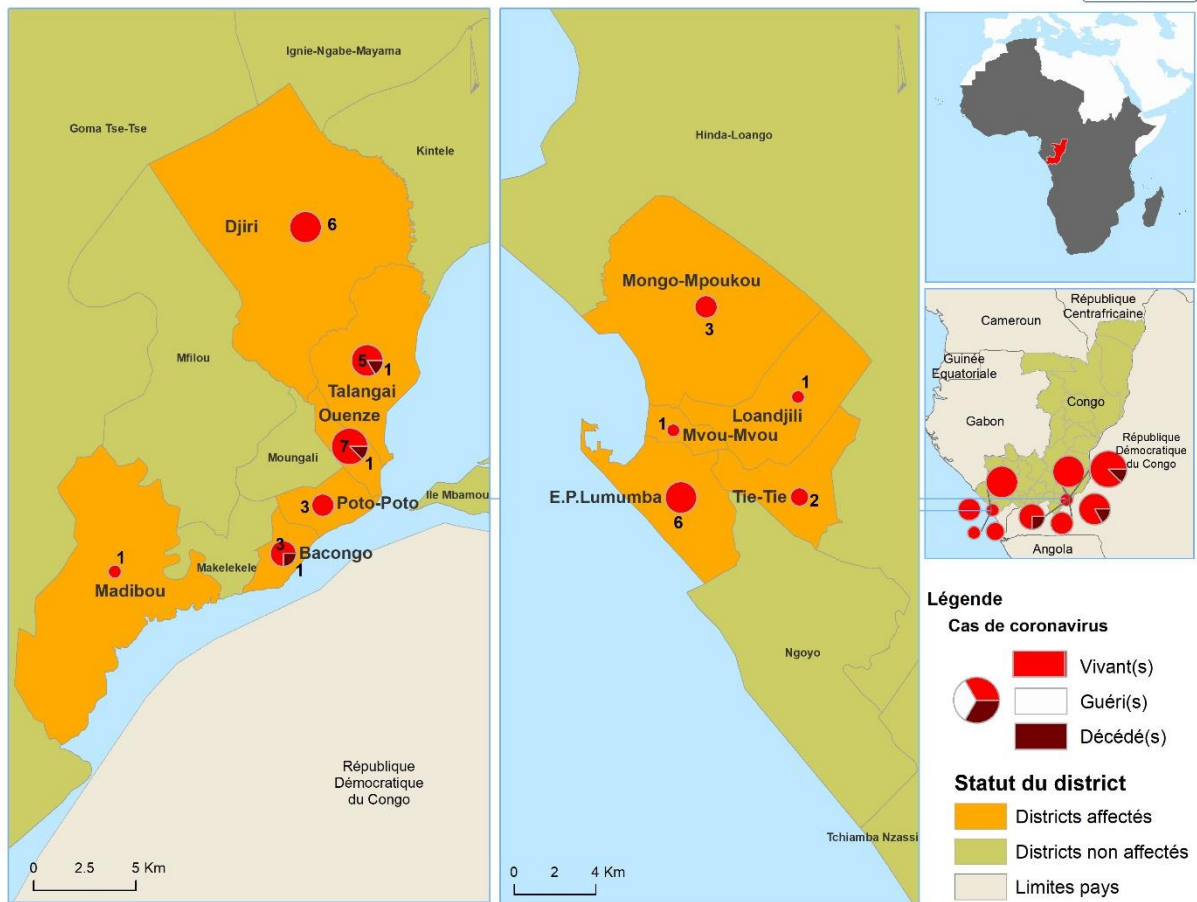 Ignie-Ngabe-Mayama
Goma Tse-Tse
Kintele
Djiri
6
Mfilou
5
1
Talangai
Ouenze
7
1
Moungali
Ile Mbamou
3
Poto-Poto
3
Bacongo
1
Makelekele
1
Madibou
République
Démocratique
du Congo
0 2.5 5 Km
Hinda-Loango
Mongo-Mpoukou
3
1
Loandjili
1
Mvou-Mvou
E.P.Lumumba
6
Tie-Tie
2
Ngoyo
Tchiamba Nzassi
0 2 4 Km
République
Centrafricaine
Cameroun
Guinée
Equatoriale
Congo
Gabon
République
Démocratique
du Congo
Angola
Légende
Cas de coronavirus
Vivant(s)
Guéri(s)
Décédé(s)
Statut du district
Districts affectés
Districts non affectés
Limites pays